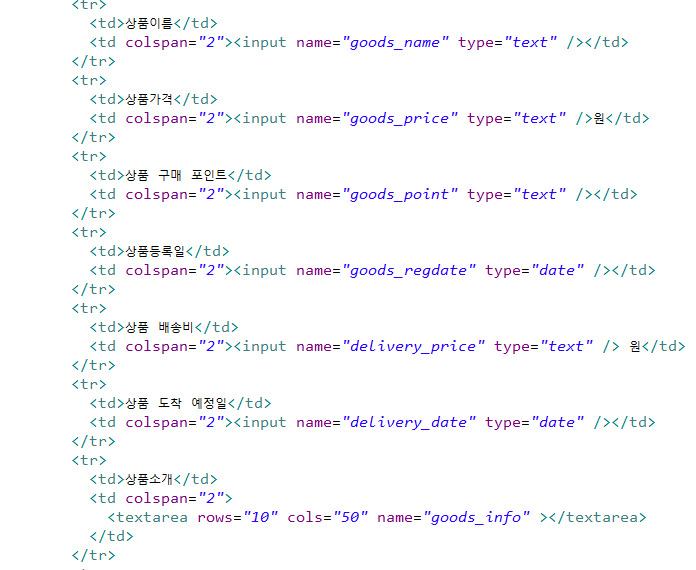 <tr>
<td>상품이름</td>
<td colspan="2"><input name="goods_name" type="text" /></td>
</tr>
<tr>
<td>상품가격</td>
<td colspan="2"><input name="goods_price" type="text" />원</td>
</tr>
<tr>
<td>상품 구매 포인트</td>
<td colspan="2"><input name="goods_point" type="text" /></td>
</tr>
<tr>
<td>상품등록일</td>
<td colspan="2"><input name="goods_regdate" type="date" /></td>
</tr>
<tr>
<td>상품 배송비</td>
<td colspan="2"><input name="delivery_price" type="text" /> 원</td>
</tr>
<tr>
<td>상품 도착 예정일</td>
<td colspan="2"><input name="delivery_date" type="date" /></td>
</tr>
<tr>
<td>상품소개</td>
<td colspan="2">
<textarea rows="10" cols="50" name="goods_info" ></textarea>
</td>
</tr>